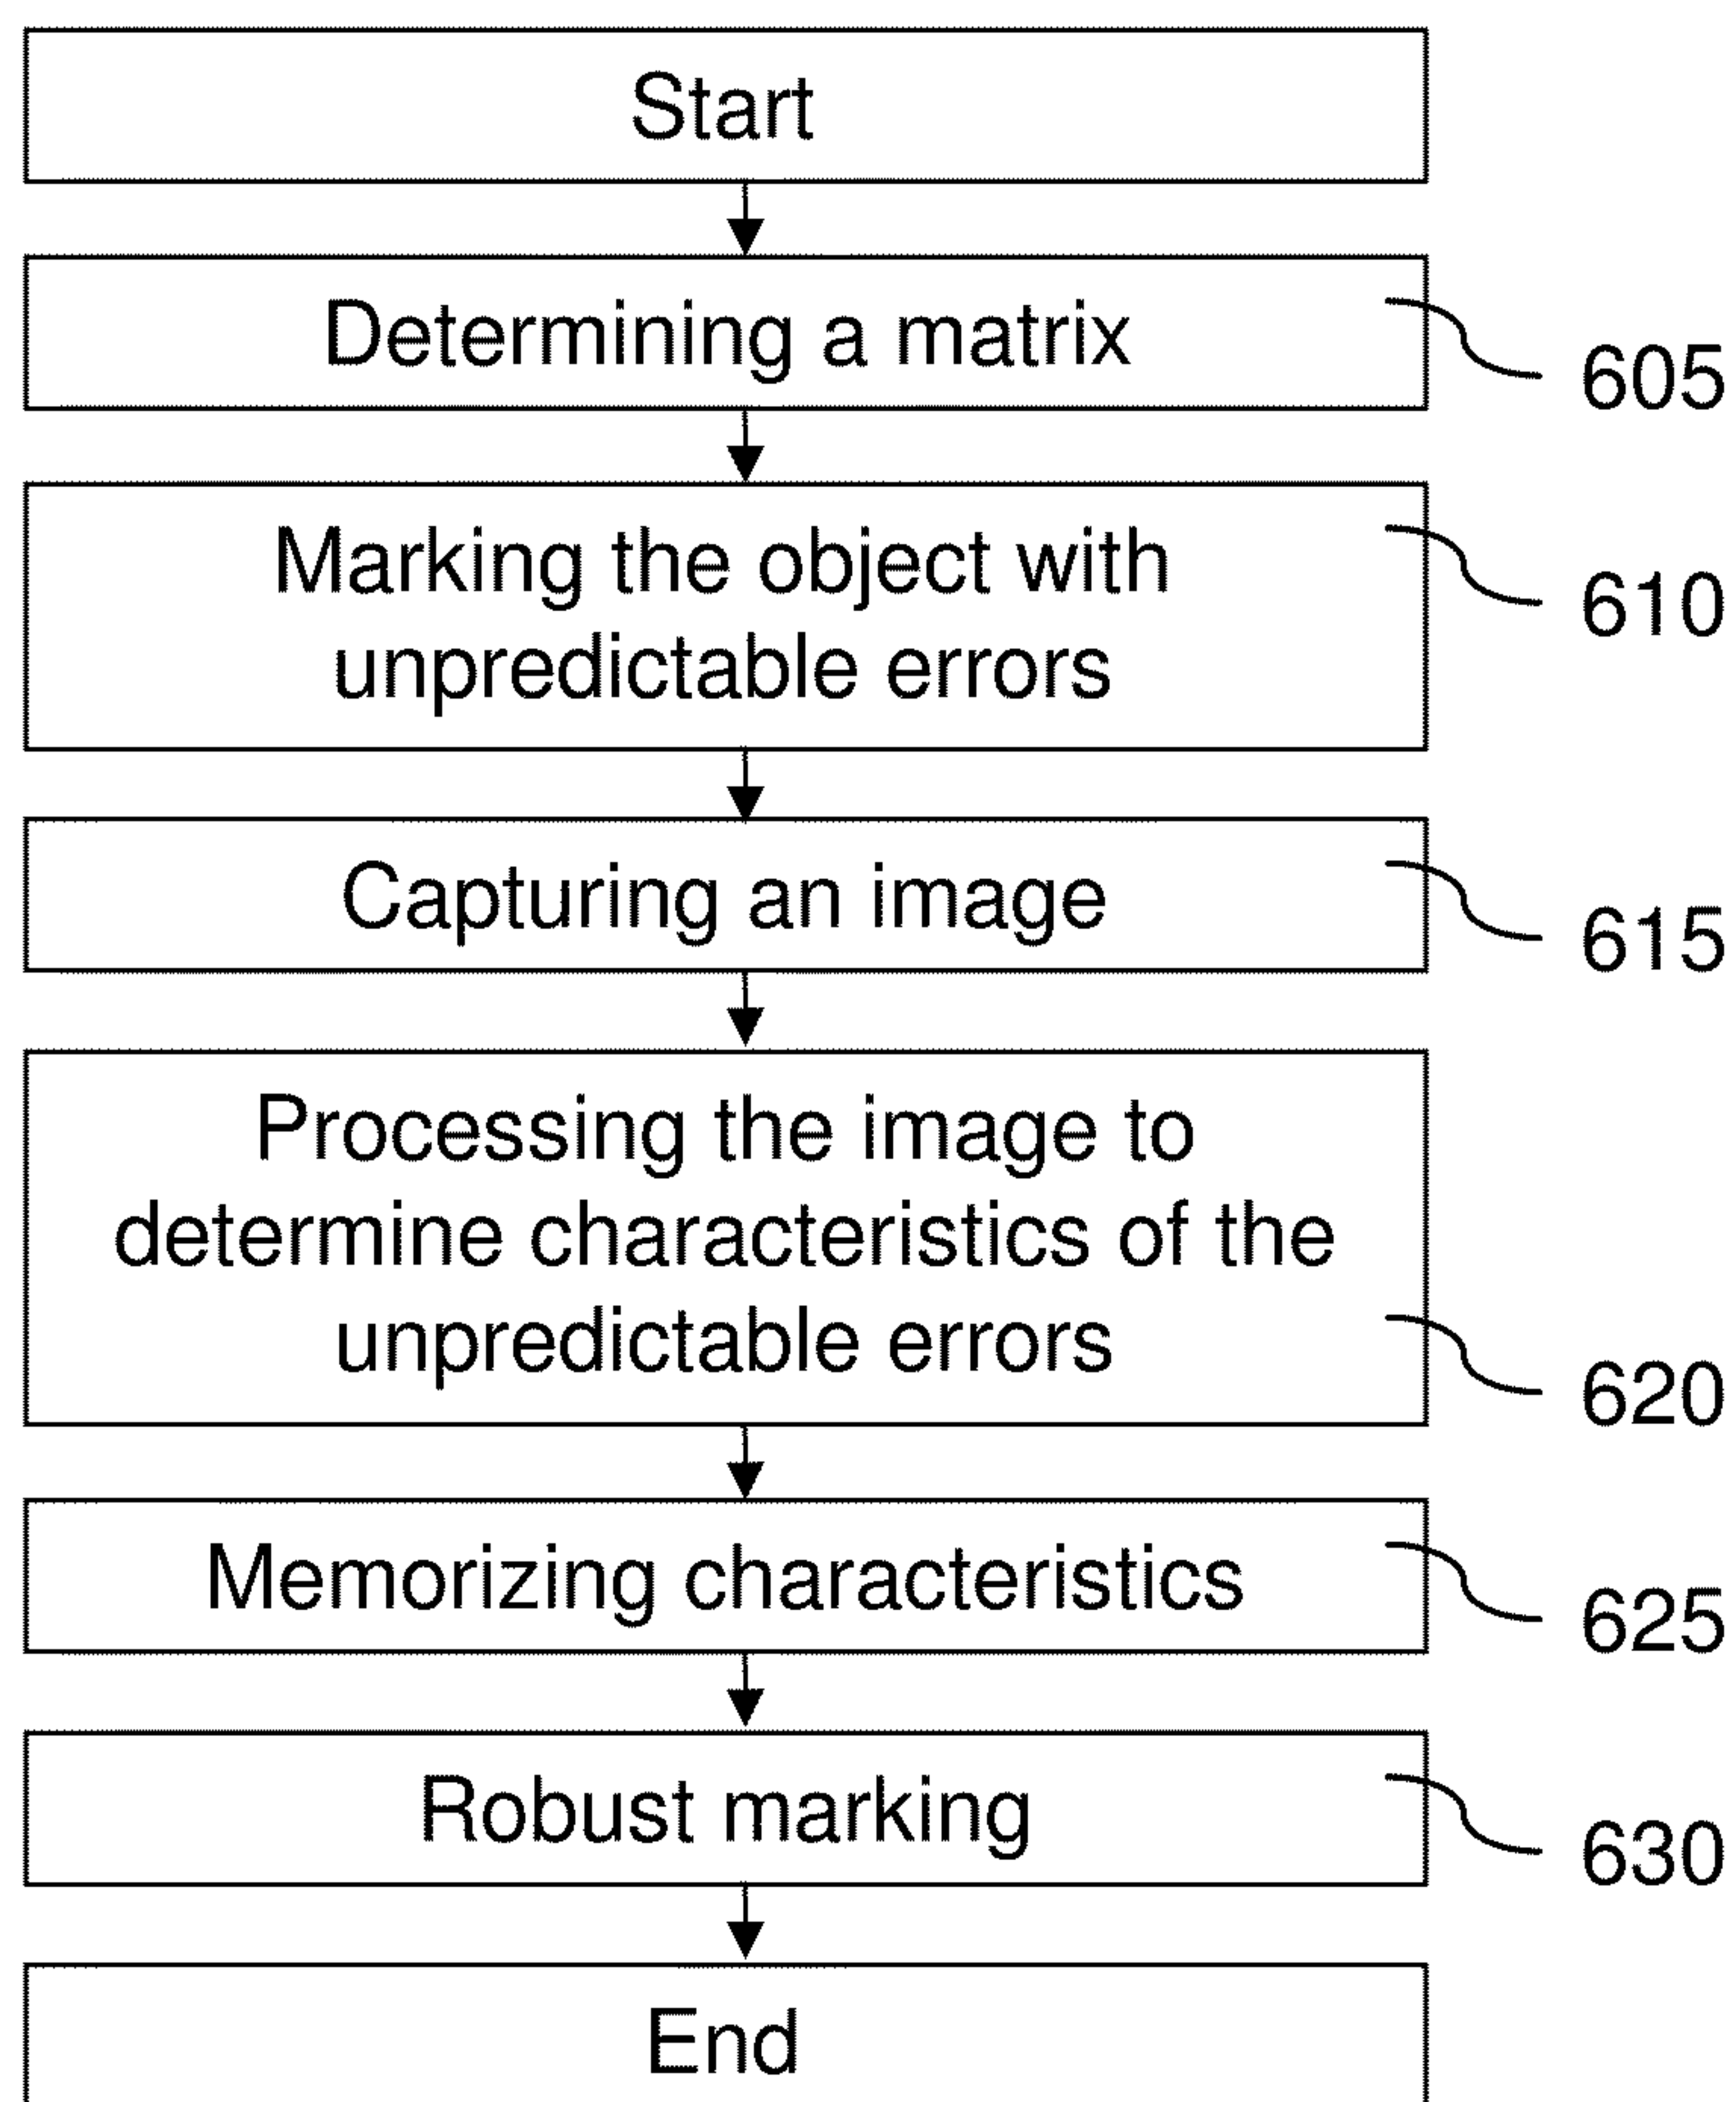 Start
Determining a matrix
605
Marking the object with
unpredictable errors
610
Capturing an image
615
Processing the image to
determine characteristics of the
unpredictable errors
620
Memorizing characteristics
625
Robust marking
630
End